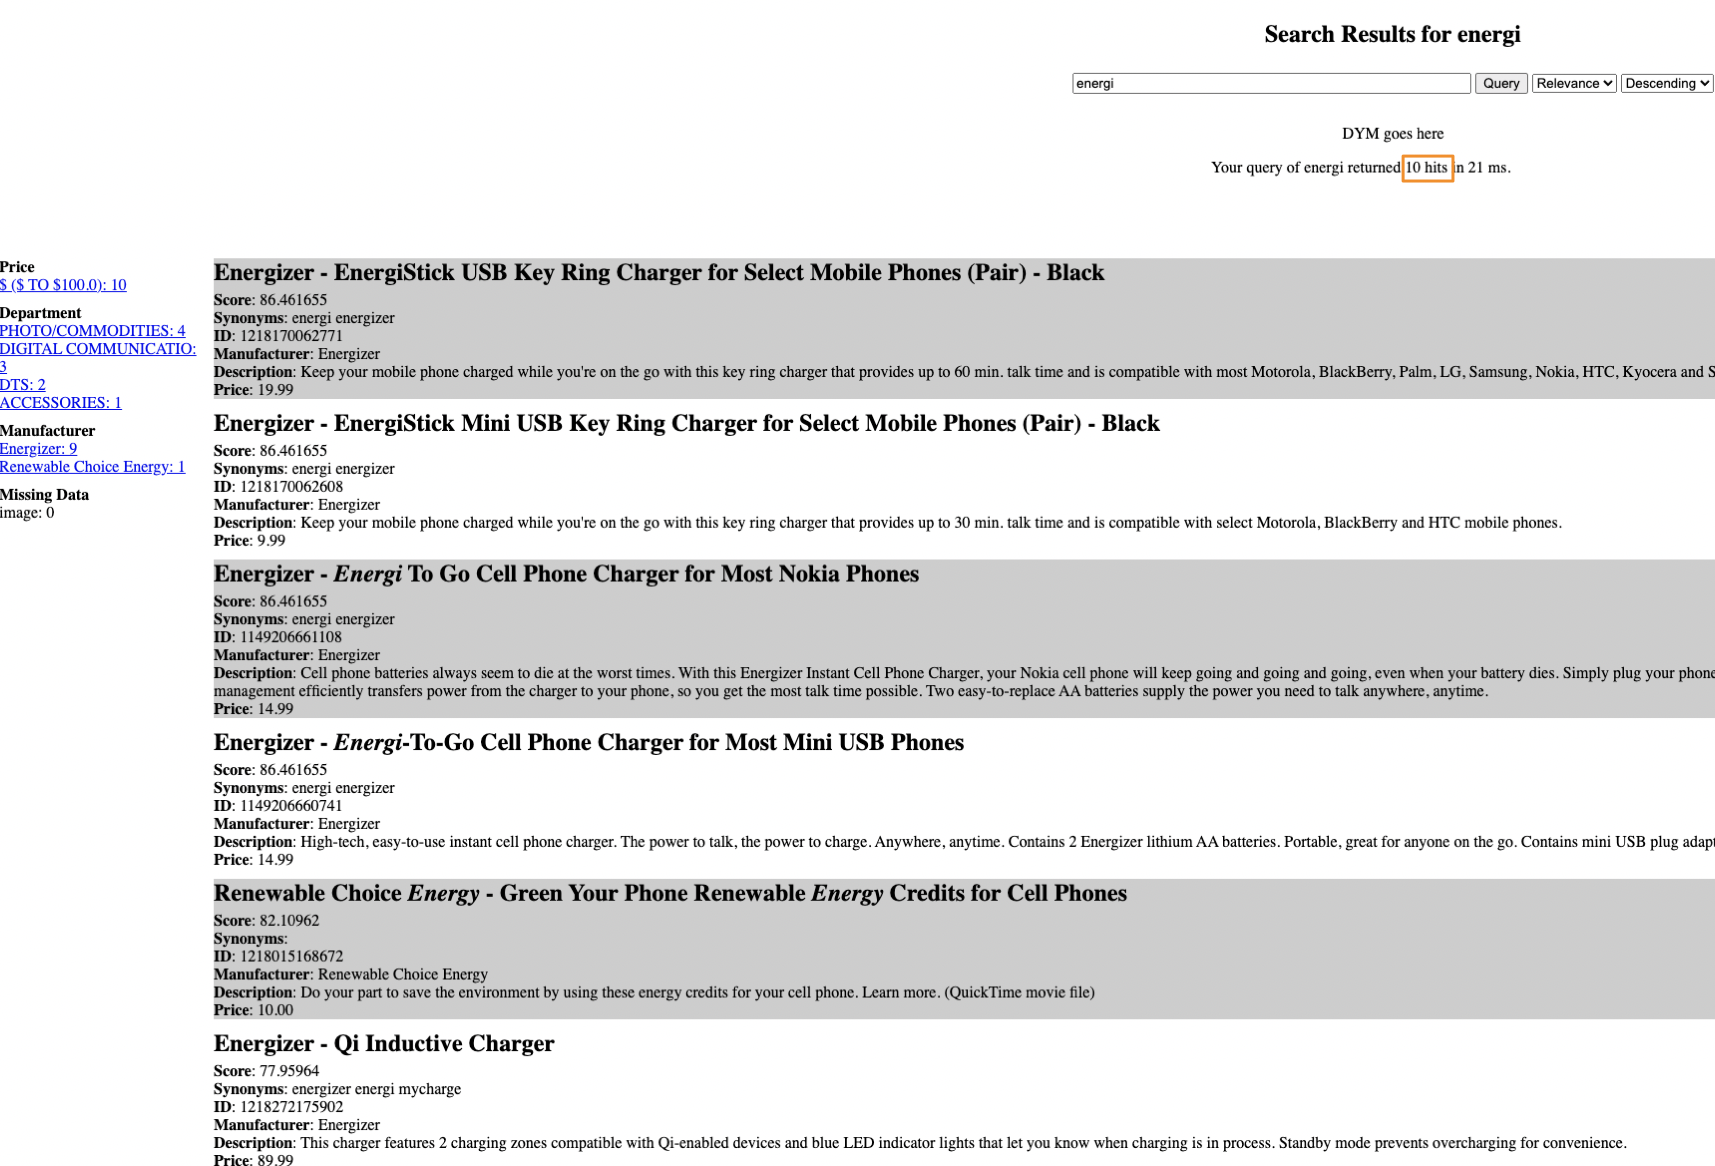 Search Results for energi
energi Query Relevance Descending
DYM goes here
Your query of energi returned 10 hits in 21 ms.
Price
$ ($ TO $100.0): 10
Department
PHOTO/COMMODITIES: 4
DIGITAL COMMUNICATIO:
3
DTS: 2
ACCESSORIES: 1
Manufacturer
Energizer: 9
Renewable Choice Energy: 1
Missing Data
image: 0
Energizer - EnergiStick USB Key Ring Charger for Select Mobile Phones (Pair) - Black
Score: 86.461655
Synonyms: energi energizer
ID: 1218170062771
Manufacturer: Energizer
Description: Keep your mobile phone charged while you're on the go with this key ring charger that provides up to 60 min. talk time and is compatible with most Motorola, BlackBerry, Palm, LG, Samsung, Nokia, HTC, Kyocera and S
Price: 19.99
Energizer - EnergiStick Mini USB Key Ring Charger for Select Mobile Phones (Pair) - Black
Score: 86.461655
Synonyms: energi energizer
ID: 1218170062608
Manufacturer: Energizer
Description: Keep your mobile phone charged while you're on the go with this key ring charger that provides up to 30 min. talk time and is compatible with select Motorola, BlackBerry and HTC mobile phones.
Price: 9.99
Energizer - Energi To Go Cell Phone Charger for Most Nokia Phones
Score: 86.461655
Synonyms: energi energizer
ID: 1149206661108
Manufacturer: Energizer
Description: Cell phone batteries always seem to die at the worst times. With this Energizer Instant Cell Phone Charger, your Nokia cell phone will keep going and going and going, even when your battery dies. Simply plug your phone
management efficiently transfers power from the charger to your phone, so you get the most talk time possible. Two easy-to-replace AA batteries supply the power you need to talk anywhere, anytime.
Price: 14.99
Energizer - Energi-To-Go Cell Phone Charger for Most Mini USB Phones
Score: 86.461655
Synonyms: energi energizer
ID: 1149206660741
Manufacturer: Energizer
Description: High-tech, easy-to-use instant cell phone charger. The power to talk, the power to charge. Anywhere, anytime. Contains 2 Energizer lithium AA batteries. Portable, great for anyone on the go. Contains mini USB plug adapt
Price: 14.99
Renewable Choice Energy - Green Your Phone Renewable Energy Credits for Cell Phones
Score: 82.10962
Synonyms:
ID: 1218015168672
Manufacturer: Renewable Choice Energy
Description: Do your part to save the environment by using these energy credits for your cell phone. Learn more. (QuickTime movie file)
Price: 10.00
Energizer - Qi Inductive Charger
Score: 77.95964
Synonyms: energizer energi mycharge
ID: 1218272175902
Manufacturer: Energizer
Description: This charger features 2 charging zones compatible with Qi-enabled devices and blue LED indicator lights that let you know when charging is in process. Standby mode prevents overcharging for convenience.
Price: 89.99